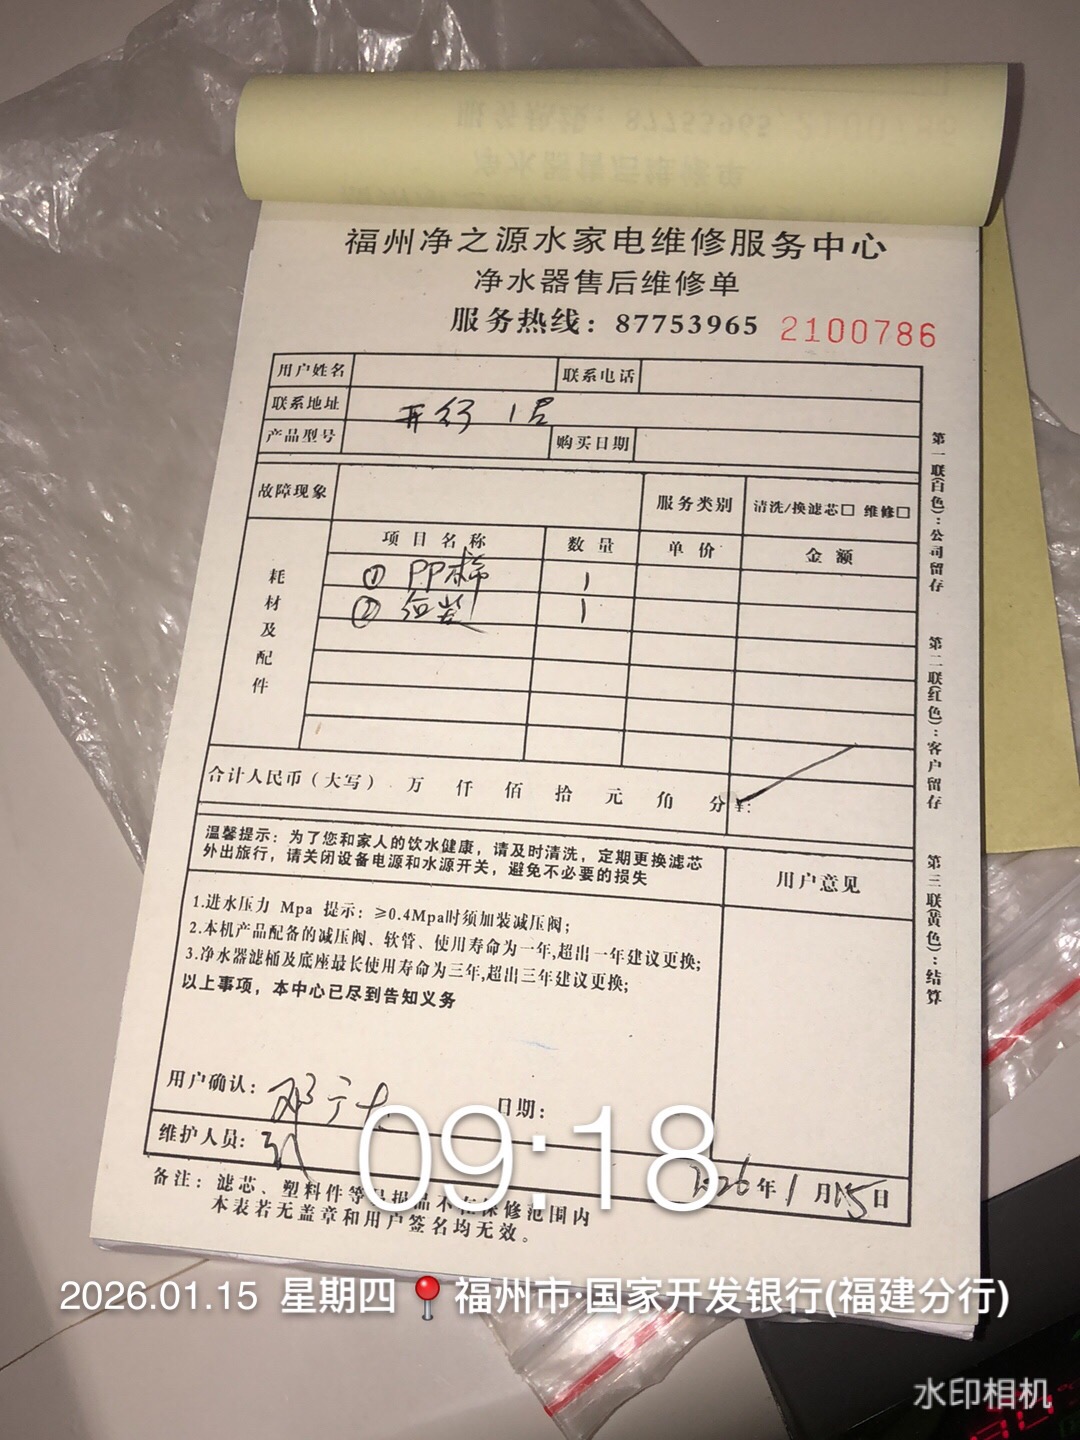 福州净之源水家电维修服务中心
净水器售后维修单
服务热线：87753965 2100786
用户姓名 联系电话
联系地址 开行 1层
产品型号 购买日期
故障现象 服务类别 清洗/换滤芯□ 维修□
耗材及配件 项目名称 数量 单价 金额
① PP棉 1
② 1
合计人民币（大写） 万 仟 佰 拾 元 角 分 ¥:
温馨提示：为了您和家人的饮水健康，请及时清洗，定期更换滤芯
外出旅行，请关闭设备电源和水源开关，避免不必要的损失
用户意见
1.进水压力 Mpa 提示：≥0.4Mpa时须加装减压阀；
2.本机产品配备的减压阀、软管、使用寿命为一年,超出一年建议更换；
3.净水器滤桶及底座最长使用寿命为三年,超出三年建议更换；
以上事项，本中心已尽到告知义务
用户确认： 日期：
维护人员： 2026年1月15日
备注：滤芯、塑料件等易损品不在保修范围内
本表若无盖章和用户签名均无效。
第一联(白色)：公司留存
第二联(红色)：客户留存
第三联(黄色)：结算
09:18
2026.01.15 星期四 福州市·国家开发银行(福建分行)
水印相机